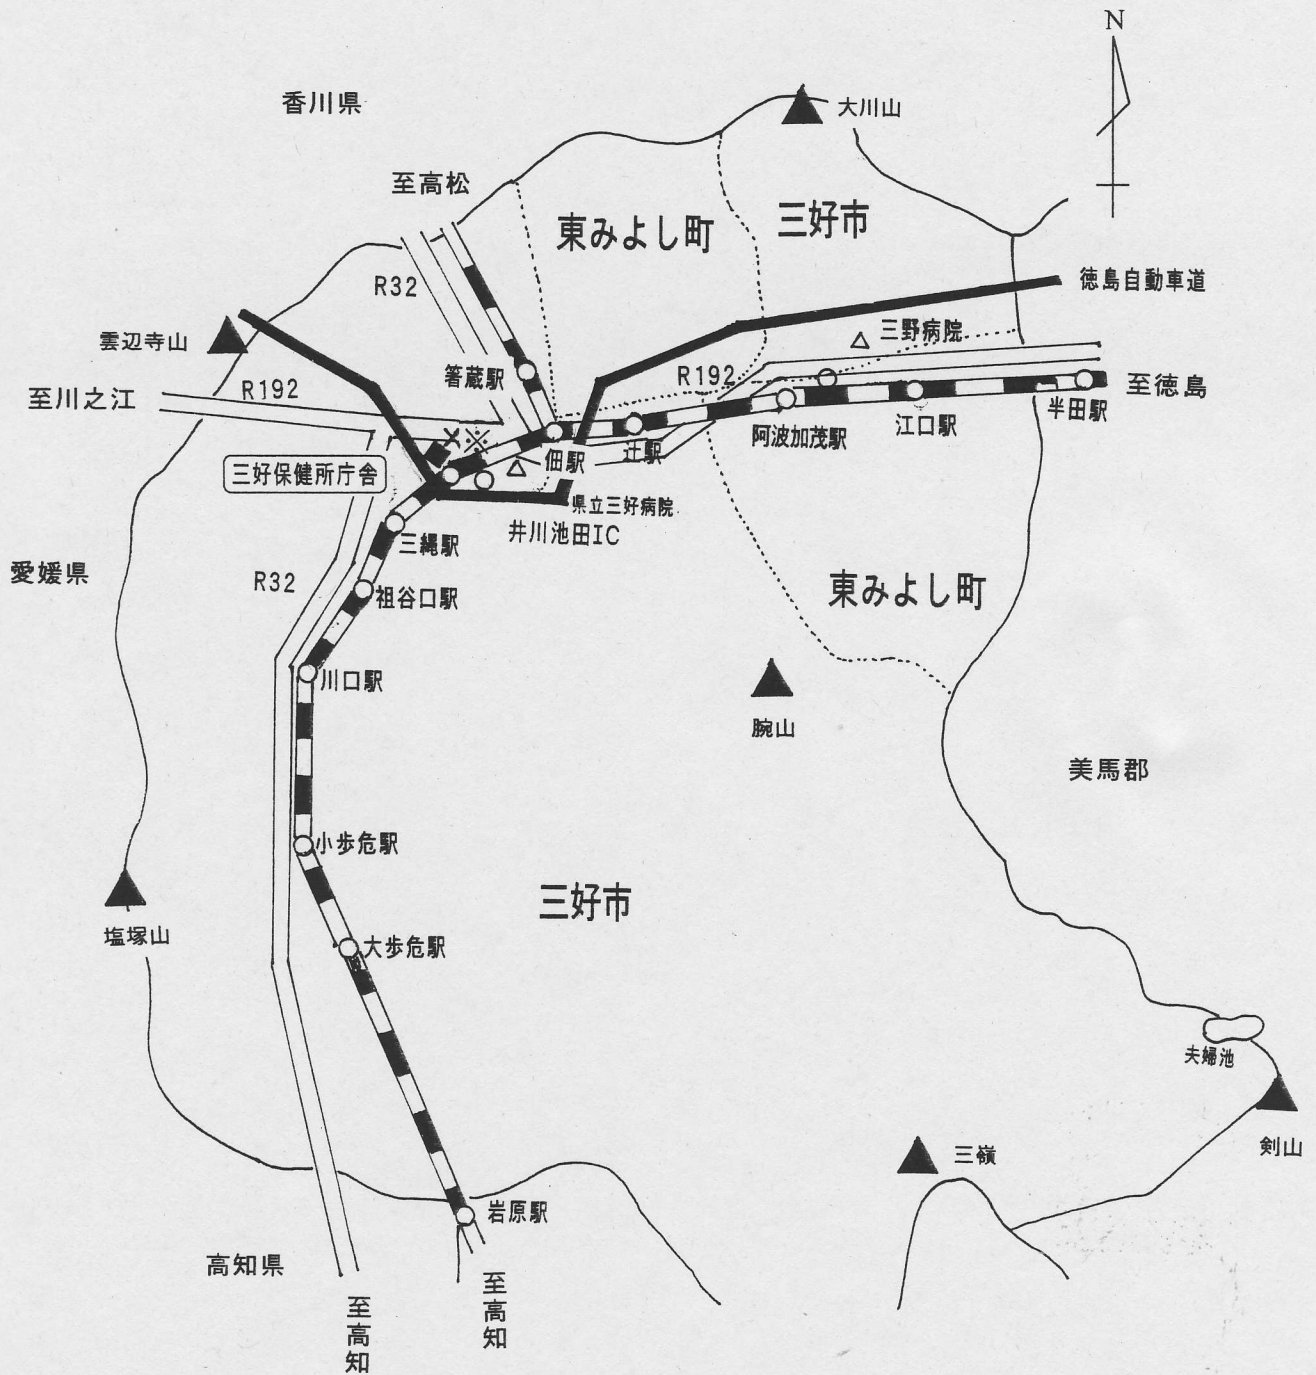 N
香川県
大川山
至高松
東みよし町
三好市
R32
徳島自動車道
雲辺寺山
三野病院
箸蔵駅
R192
R192
至川之江
至徳島
阿波加茂駅
江口駅
半田駅
佃駅
辻駅
三好保健所庁舎
県立三好病院
井川池田IC
三縄駅
愛媛県
R32
祖谷口駅
東みよし町
川口駅
腕山
美馬郡
小歩危駅
三好市
塩塚山
大歩危駅
夫婦池
剣山
三嶺
岩原駅
高知県
至高知
至高知